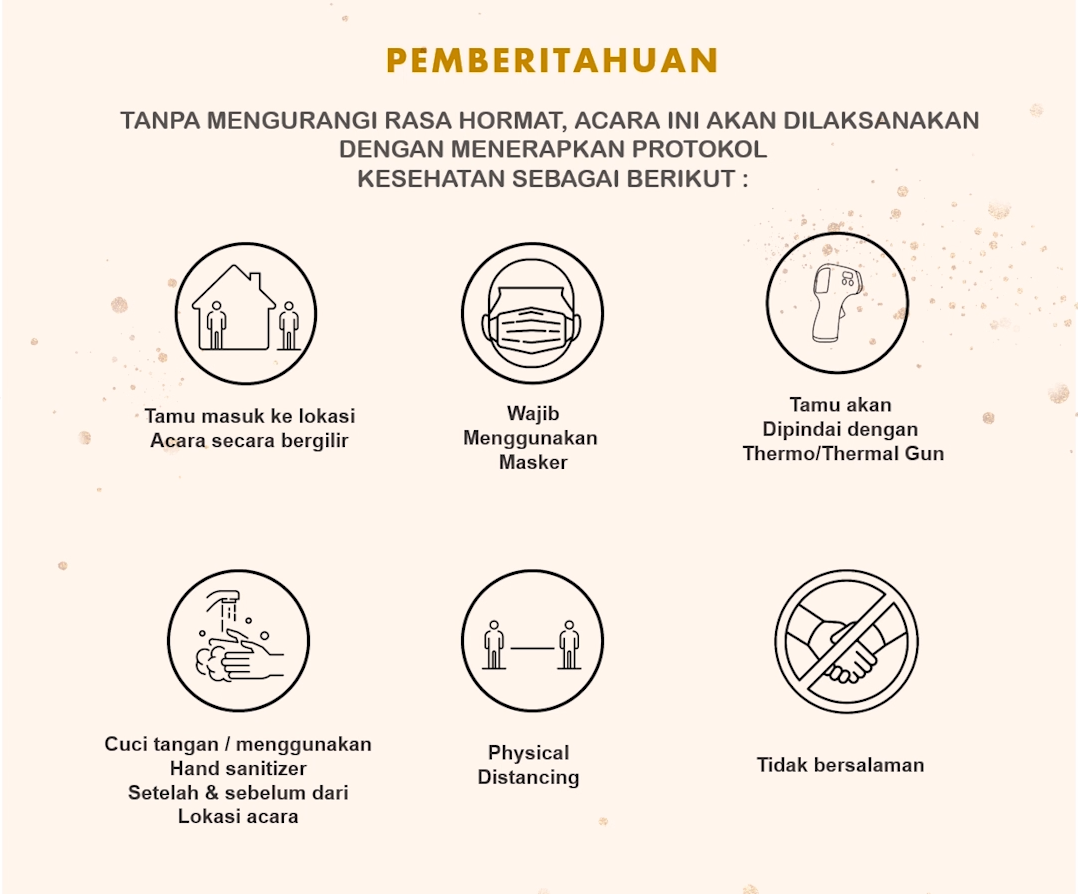 PEMBERITAHUAN
TANPA MENGURANGI RASA HORMAT, ACARA INI AKAN DILAKSANAKAN
DENGAN MENERAPKAN PROTOKOL
KESEHATAN SEBAGAI BERIKUT :
Tamu masuk ke lokasi
Acara secara bergilir
Wajib
Menggunakan
Masker
Tamu akan
Dipindai dengan
Thermo/Thermal Gun
Cuci tangan / menggunakan
Hand sanitizer
Setelah & sebelum dari
Lokasi acara
Physical
Distancing
Tidak bersalaman